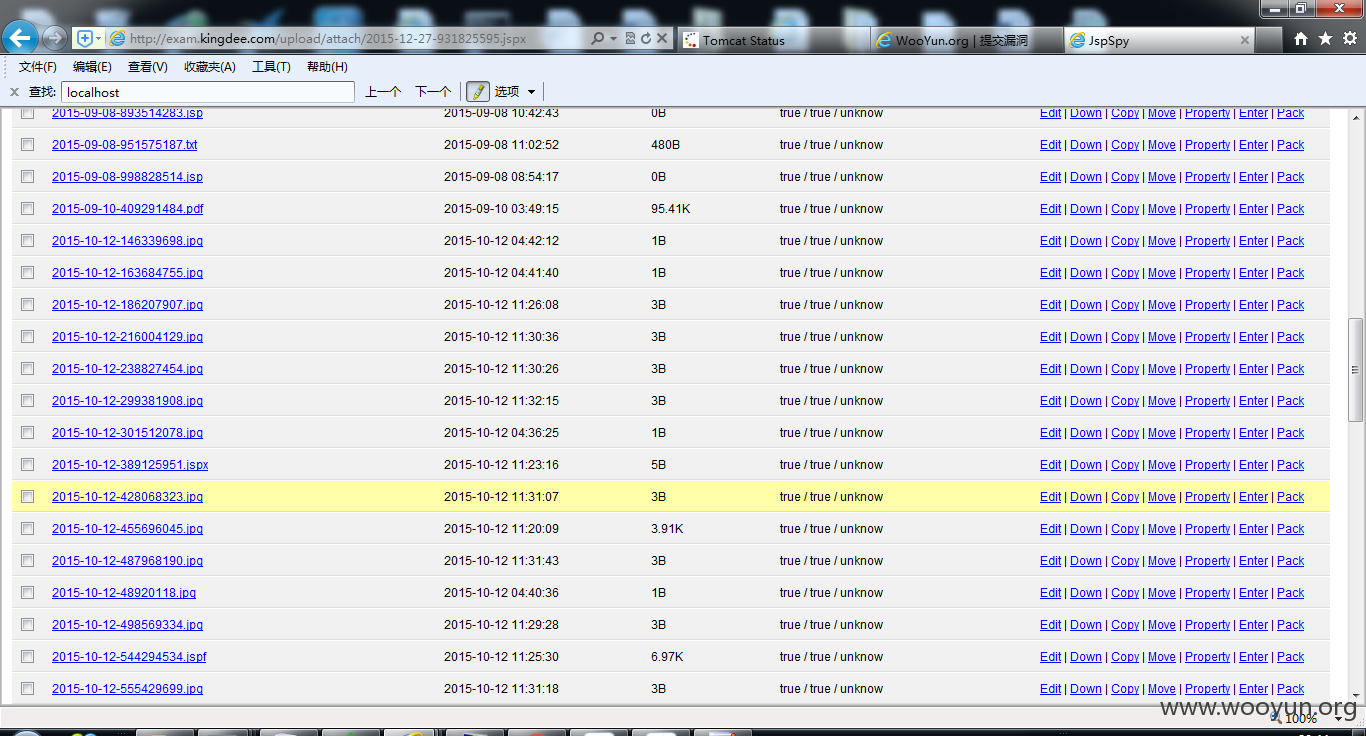 http://exam.kingdee.com/upload/attach/2015-12-27-931825595.jspx
Tomcat Status
WooYun.org | 提交漏洞
JspSpy
文件(F) 编辑(E) 查看(V) 收藏夹(A) 工具(T) 帮助(H)
查找: localhost 上一个 下一个 选项
2015-09-08-893514283.jsp 2015-09-08 10:42:43 0B true / true / unknow Edit | Down | Copy | Move | Property | Enter | Pack
2015-09-08-951575187.txt 2015-09-08 11:02:52 480B true / true / unknow Edit | Down | Copy | Move | Property | Enter | Pack
2015-09-08-998828514.jsp 2015-09-08 08:54:17 0B true / true / unknow Edit | Down | Copy | Move | Property | Enter | Pack
2015-09-10-409291484.pdf 2015-09-10 03:49:15 95.41K true / true / unknow Edit | Down | Copy | Move | Property | Enter | Pack
2015-10-12-146339698.jpg 2015-10-12 04:42:12 1B true / true / unknow Edit | Down | Copy | Move | Property | Enter | Pack
2015-10-12-163684755.jpg 2015-10-12 04:41:40 1B true / true / unknow Edit | Down | Copy | Move | Property | Enter | Pack
2015-10-12-186207907.jpg 2015-10-12 11:26:08 3B true / true / unknow Edit | Down | Copy | Move | Property | Enter | Pack
2015-10-12-216004129.jpg 2015-10-12 11:30:36 3B true / true / unknow Edit | Down | Copy | Move | Property | Enter | Pack
2015-10-12-238827454.jpg 2015-10-12 11:30:26 3B true / true / unknow Edit | Down | Copy | Move | Property | Enter | Pack
2015-10-12-299381908.jpg 2015-10-12 11:32:15 3B true / true / unknow Edit | Down | Copy | Move | Property | Enter | Pack
2015-10-12-301512078.jpg 2015-10-12 04:36:25 1B true / true / unknow Edit | Down | Copy | Move | Property | Enter | Pack
2015-10-12-389125951.jspx 2015-10-12 11:23:16 5B true / true / unknow Edit | Down | Copy | Move | Property | Enter | Pack
2015-10-12-428068323.jpg 2015-10-12 11:31:07 3B true / true / unknow Edit | Down | Copy | Move | Property | Enter | Pack
2015-10-12-455696045.jpg 2015-10-12 11:20:09 3.91K true / true / unknow Edit | Down | Copy | Move | Property | Enter | Pack
2015-10-12-487968190.jpg 2015-10-12 11:31:43 3B true / true / unknow Edit | Down | Copy | Move | Property | Enter | Pack
2015-10-12-48920118.jpg 2015-10-12 04:40:36 1B true / true / unknow Edit | Down | Copy | Move | Property | Enter | Pack
2015-10-12-498569334.jpg 2015-10-12 11:29:28 3B true / true / unknow Edit | Down | Copy | Move | Property | Enter | Pack
2015-10-12-544294534.jspf 2015-10-12 11:25:30 6.97K true / true / unknow Edit | Down | Copy | Move | Property | Enter | Pack
2015-10-12-555429699.jpg 2015-10-12 11:31:18 3B true / true / unknow Edit | Down | Copy | Move | Property | Enter | Pack
www.wooyun.org
100%